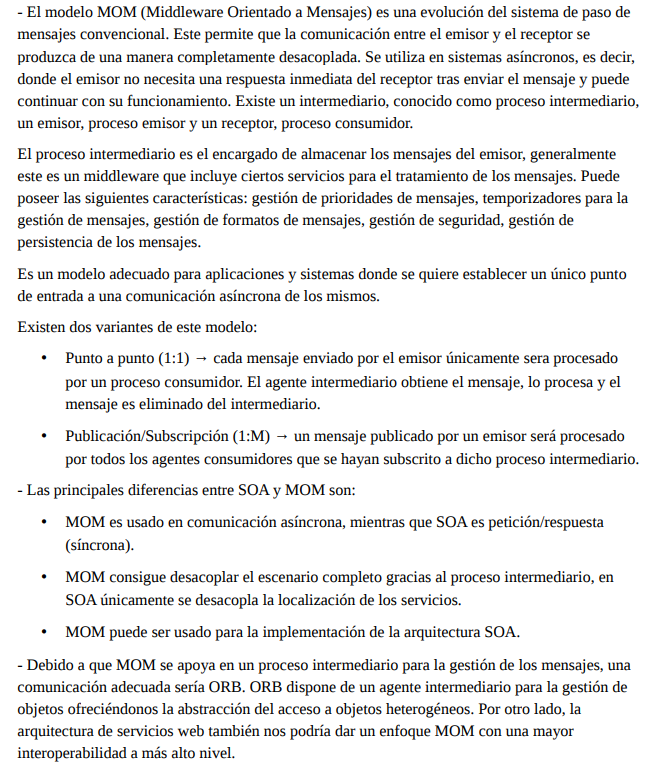 - El modelo MOM (Middleware Orientado a Mensajes) es una evolución del sistema de paso de
mensajes convencional. Este permite que la comunicación entre el emisor y el receptor se
produzca de una manera completamente desacoplada. Se utiliza en sistemas asíncronos, es decir,
donde el emisor no necesita una respuesta inmediata del receptor tras enviar el mensaje y puede
continuar con su funcionamiento. Existe un intermediario, conocido como proceso intermediario,
un emisor, proceso emisor y un receptor, proceso consumidor.
El proceso intermediario es el encargado de almacenar los mensajes del emisor, generalmente
este es un middleware que incluye ciertos servicios para el tratamiento de los mensajes. Puede
poseer las siguientes características: gestión de prioridades de mensajes, temporizadores para la
gestión de mensajes, gestión de formatos de mensajes, gestión de seguridad, gestión de
persistencia de los mensajes.
Es un modelo adecuado para aplicaciones y sistemas donde se quiere establecer un único punto
de entrada a una comunicación asíncrona de los mismos.
Existen dos variantes de este modelo:
• Punto a punto (1:1) → cada mensaje enviado por el emisor únicamente sera procesado
por un proceso consumidor. El agente intermediario obtiene el mensaje, lo procesa y el
mensaje es eliminado del intermediario.
• Publicación/Subscripción (1:M) → un mensaje publicado por un emisor será procesado
por todos los agentes consumidores que se hayan subscrito a dicho proceso intermediario.
- Las principales diferencias entre SOA y MOM son:
• MOM es usado en comunicación asíncrona, mientras que SOA es petición/respuesta
(síncrona).
• MOM consigue desacoplar el escenario completo gracias al proceso intermediario, en
SOA únicamente se desacopla la localización de los servicios.
• MOM puede ser usado para la implementación de la arquitectura SOA.
- Debido a que MOM se apoya en un proceso intermediario para la gestión de los mensajes, una
comunicación adecuada sería ORB. ORB dispone de un agente intermediario para la gestión de
objetos ofreciéndonos la abstracción del acceso a objetos heterogéneos. Por otro lado, la
arquitectura de servicios web también nos podría dar un enfoque MOM con una mayor
interoperabilidad a más alto nivel.